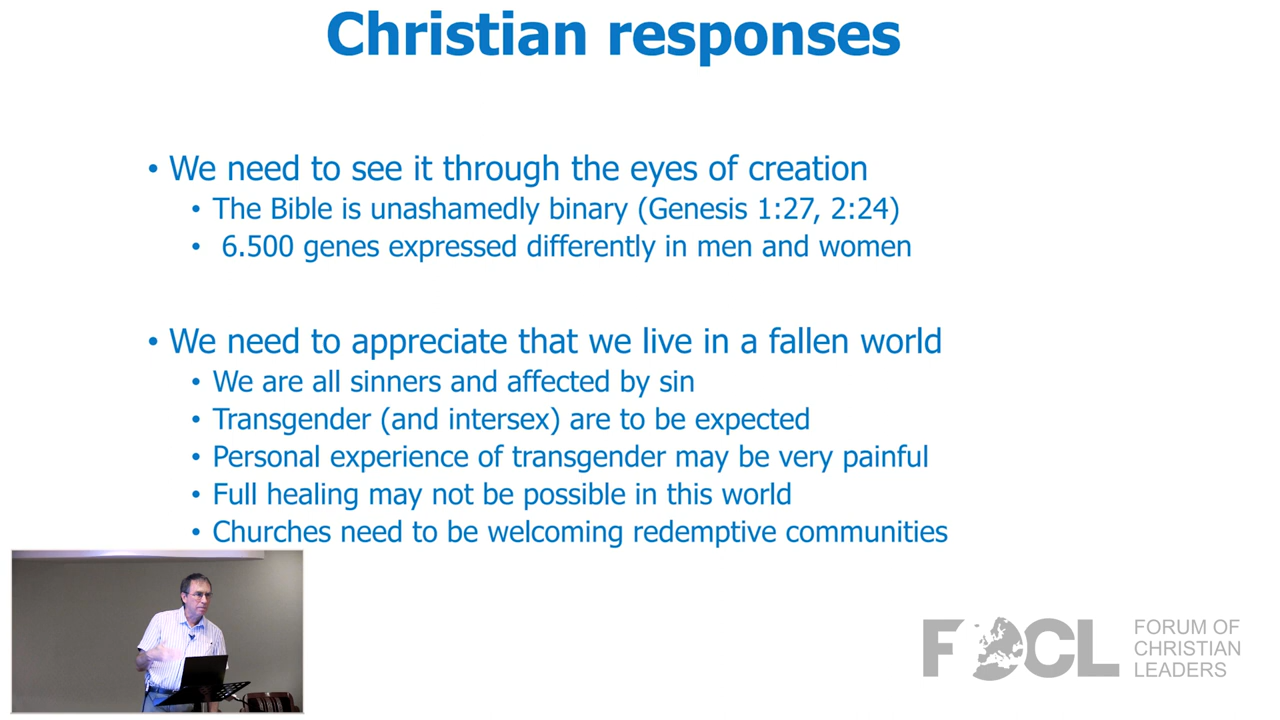 Christian responses
• We need to see it through the eyes of creation
• The Bible is unashamedly binary (Genesis 1:27, 2:24)
• 6.500 genes expressed differently in men and women
• We need to appreciate that we live in a fallen world
• We are all sinners and affected by sin
• Transgender (and intersex) are to be expected
• Personal experience of transgender may be very painful
• Full healing may not be possible in this world
• Churches need to be welcoming redemptive communities
FOCL
FORUM OF
CHRISTIAN
LEADERS